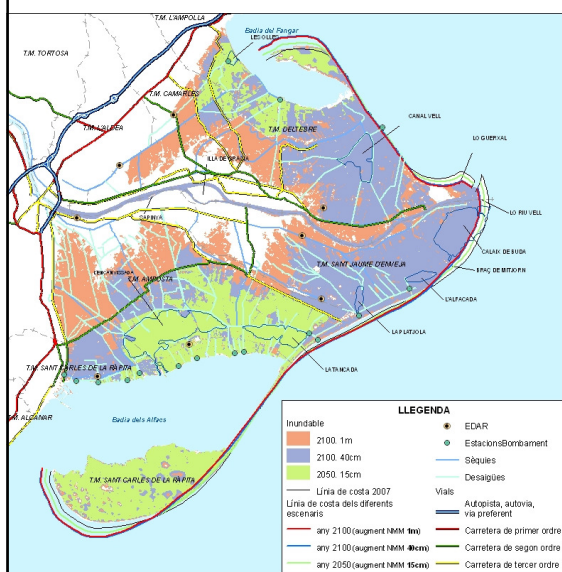 T.M. L'AMPOLLA
Badia del Fangar
LES OLLES
T.M. TORTOSA
T.M. CAMARLES
T.M. L'ALDEA
T.M. DELTEBRE
CANAL VELL
LO GUERXAL
ILLA DE GRÀCIA
LO RIU VELL
CALAIX DE BUDA
BRAÇ DE MITJORN
T.M. SANT JAUME D'ENVEJA
T.M. AMPOSTA
L'ALFACADA
LA PLATJOLA
LA TANCADA
T.M. SANT CARLES DE LA RÀPITA
T.M. ALCANAR
Badia dels Alfacs
T.M. SANT CARLES DE LA RÀPITA
LLEGENDA
Inundable
2100. 1m
2100. 40cm
2050. 15cm
Línia de costa 2007
Línia de costa dels diferents
escenaris
any 2100 (augment NMM 1m)
any 2100 (augment NMM 40cm)
any 2050 (augment NMM 15cm)
EDAR
EstacionsBombament
Sèquies
Desaigües
Vials
Autopista, autovia,
via preferent
Carretera de primer ordre
Carretera de segon ordre
Carretera de tercer ordre